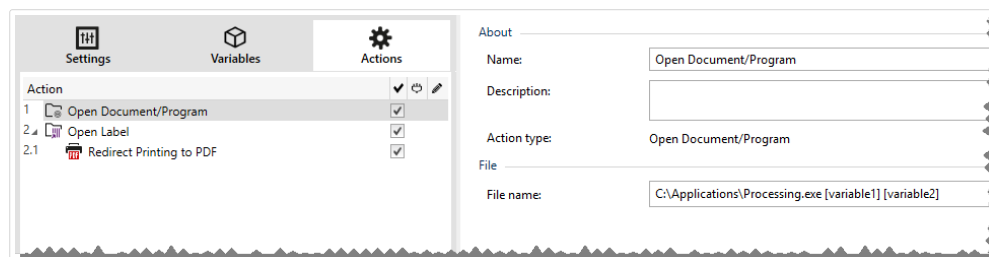 Settings
Variables
Actions
Action
1 Open Document/Program
2 Open Label
2.1 Redirect Printing to PDF
About
Name: Open Document/Program
Description:
Action type: Open Document/Program
File
File name: C:\Applications\Processing.exe [variable1] [variable2]